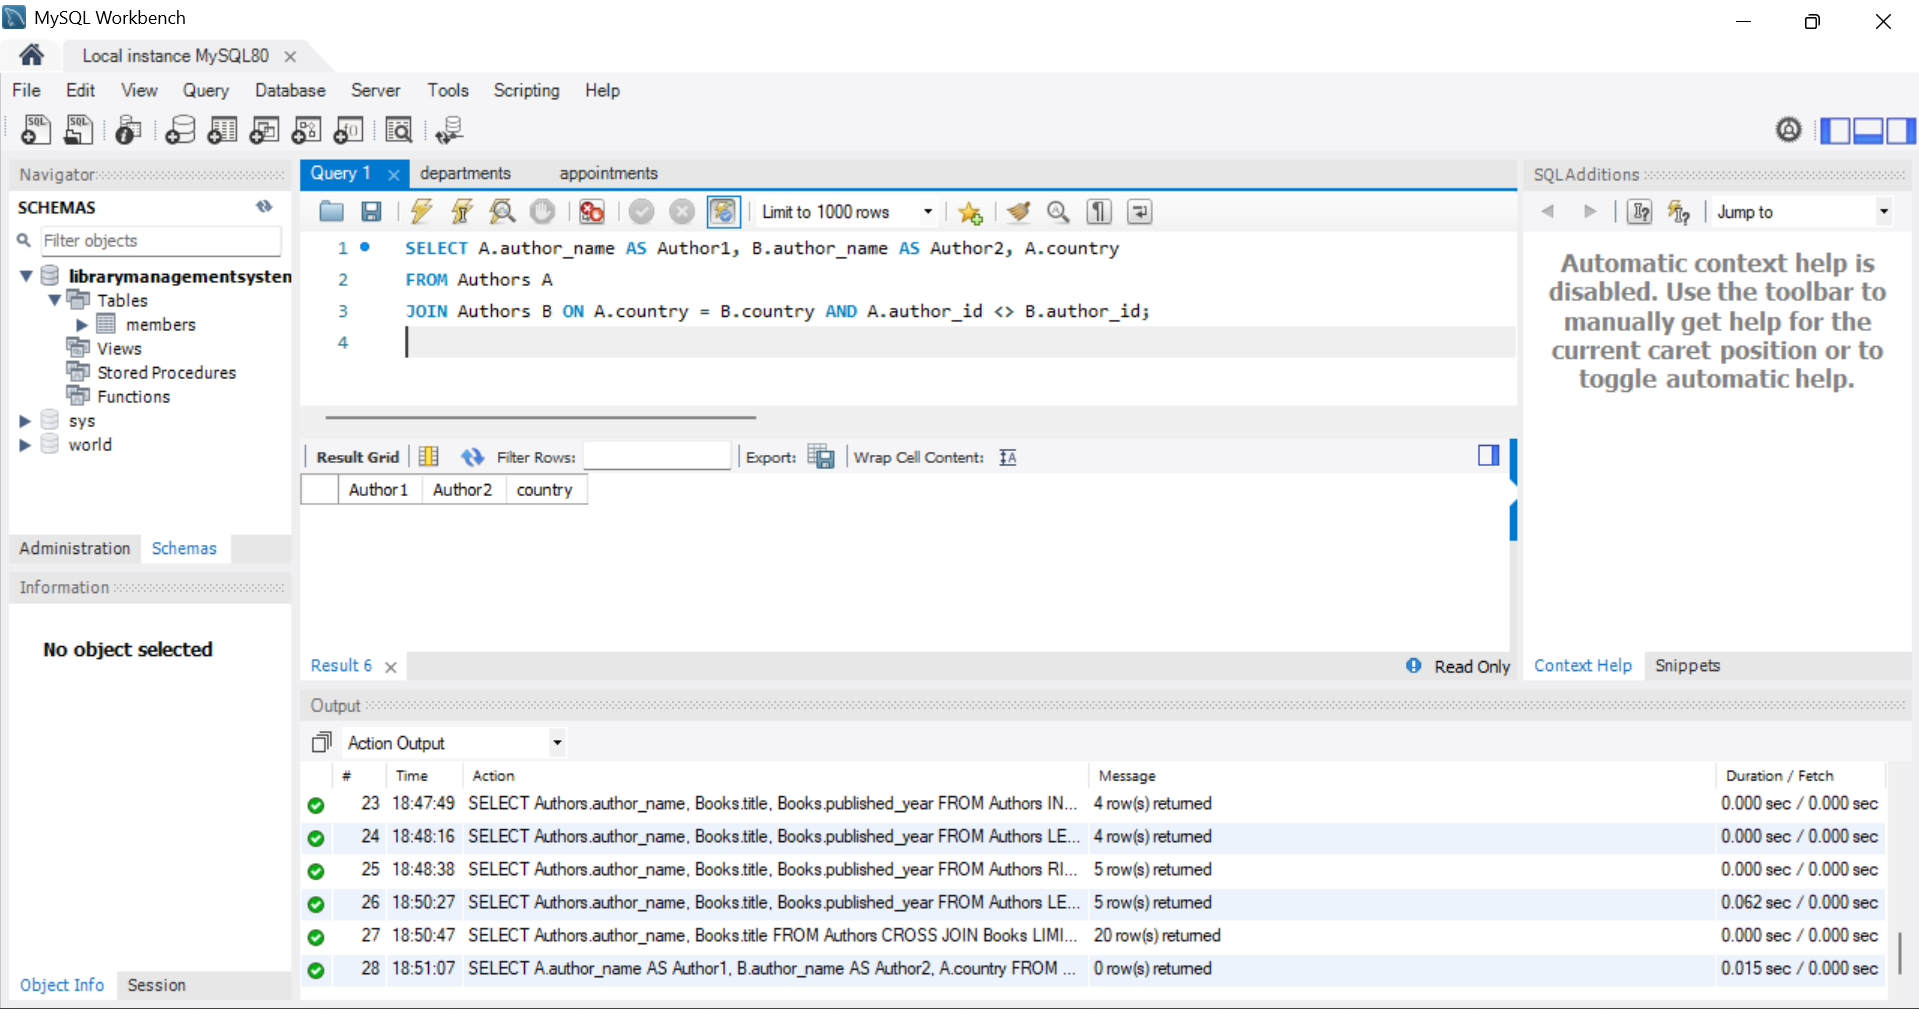 MySQL Workbench
Local instance MySQL80
File Edit View Query Database Server Tools Scripting Help
Navigator
SCHEMAS
Filter objects
librarymanagementsysten
Tables
members
Views
Stored Procedures
Functions
sys
world
Administration Schemas
Information
No object selected
Object Info Session
Query 1 departments appointments
Limit to 1000 rows
1 SELECT A.author_name AS Author1, B.author_name AS Author2, A.country
2 FROM Authors A
3 JOIN Authors B ON A.country = B.country AND A.author_id <> B.author_id;
4
Result Grid Filter Rows: Export: Wrap Cell Content:
Author1 Author2 country
Result 6 Read Only
SQLAdditions
Jump to
Automatic context help is
disabled. Use the toolbar to
manually get help for the
current caret position or to
toggle automatic help.
Context Help Snippets
Output
Action Output
# Time Action Message Duration / Fetch
23 18:47:49 SELECT Authors.author_name, Books.title, Books.published_year FROM Authors IN... 4 row(s) returned 0.000 sec / 0.000 sec
24 18:48:16 SELECT Authors.author_name, Books.title, Books.published_year FROM Authors LE... 4 row(s) returned 0.000 sec / 0.000 sec
25 18:48:38 SELECT Authors.author_name, Books.title, Books.published_year FROM Authors RI... 5 row(s) returned 0.000 sec / 0.000 sec
26 18:50:27 SELECT Authors.author_name, Books.title, Books.published_year FROM Authors LE... 5 row(s) returned 0.062 sec / 0.000 sec
27 18:50:47 SELECT Authors.author_name, Books.title FROM Authors CROSS JOIN Books LIMI... 20 row(s) returned 0.000 sec / 0.000 sec
28 18:51:07 SELECT A.author_name AS Author1, B.author_name AS Author2, A.country FROM ... 0 row(s) returned 0.015 sec / 0.000 sec